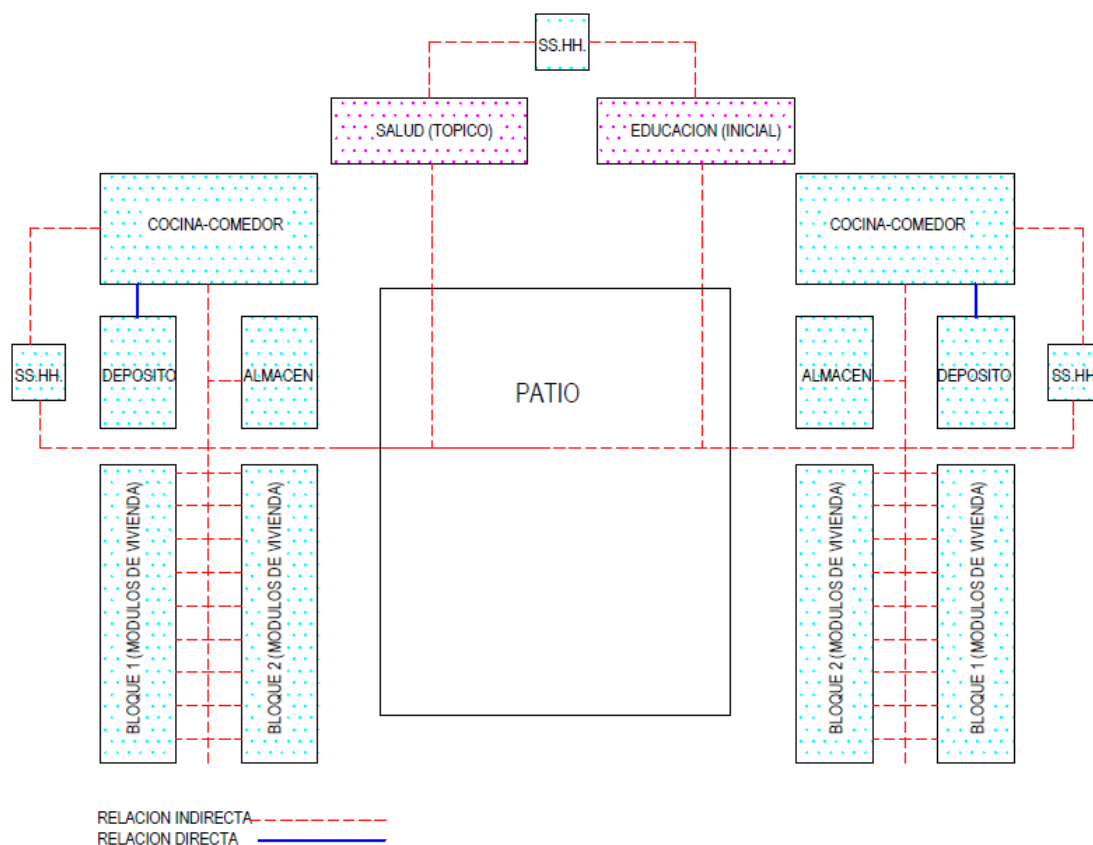 SS.HH.
SALUD (TOPICO)
EDUCACION (INICIAL)
COCINA-COMEDOR
COCINA-COMEDOR
SS.HH.
DEPOSITO
ALMACEN
PATIO
ALMACEN
DEPOSITO
SS.HH
BLOQUE 1 (MODULOS DE VIVIENDA)
BLOQUE 2 (MODULOS DE VIVIENDA)
BLOQUE 2 (MODULOS DE VIVIENDA)
BLOQUE 1 (MODULOS DE VIVIENDA)
RELACION INDIRECTA
RELACION DIRECTA